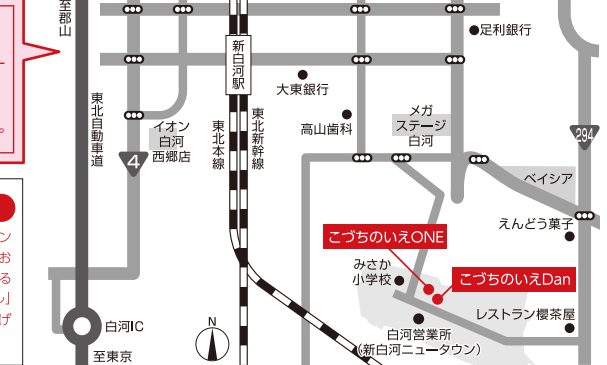 至郡山
足利銀行
新白河駅
大東銀行
東北自動車道
イオン
白河
西郷店
東北本線
東北新幹線
高山歯科
メガ
ステージ
白河
4
294
ベイシア
えんどう菓子
こづちのいえONE
みさか
小学校
こづちのいえDan
レストラン櫻茶屋
白河営業所
(新白河ニュータウン)
白河IC
至東京
N
。
ン
お
る
ル」
げ